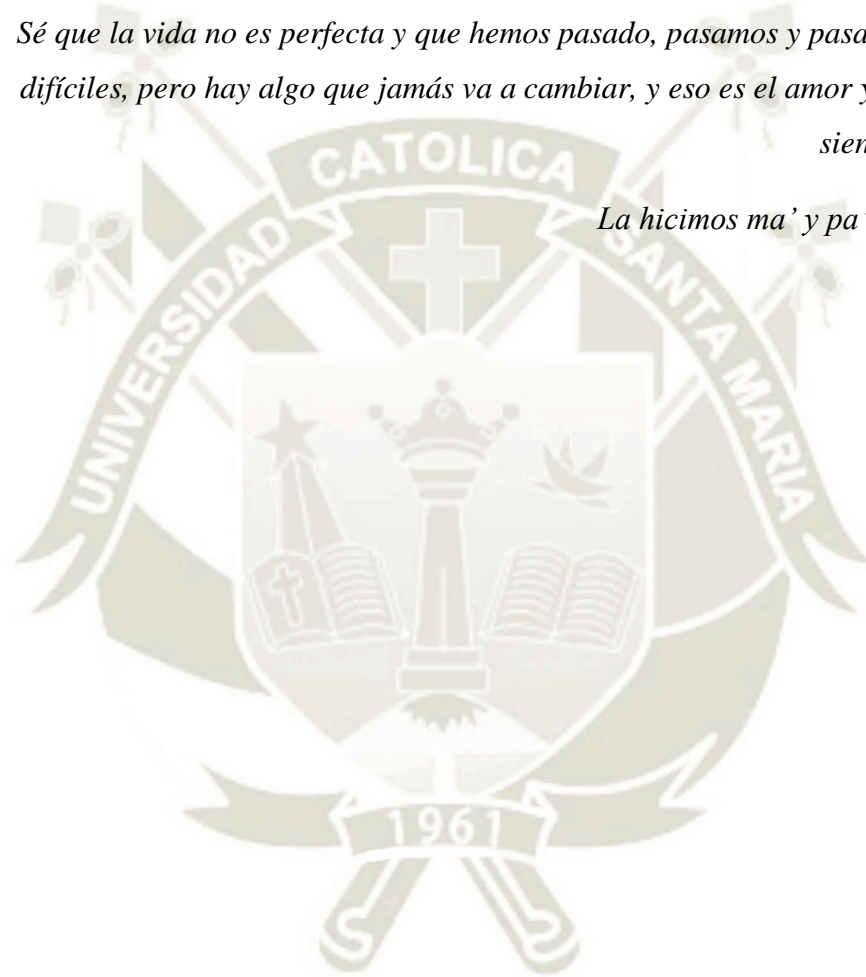 Sé que la vida no es perfecta y que hemos pasado, pasamos y
difíciles, pero hay algo que jamás va a cambiar, y eso es el amor y
La hicimos ma’ y pa’
UNIVERSIDAD CATOLICA SANTA MARIA
1961